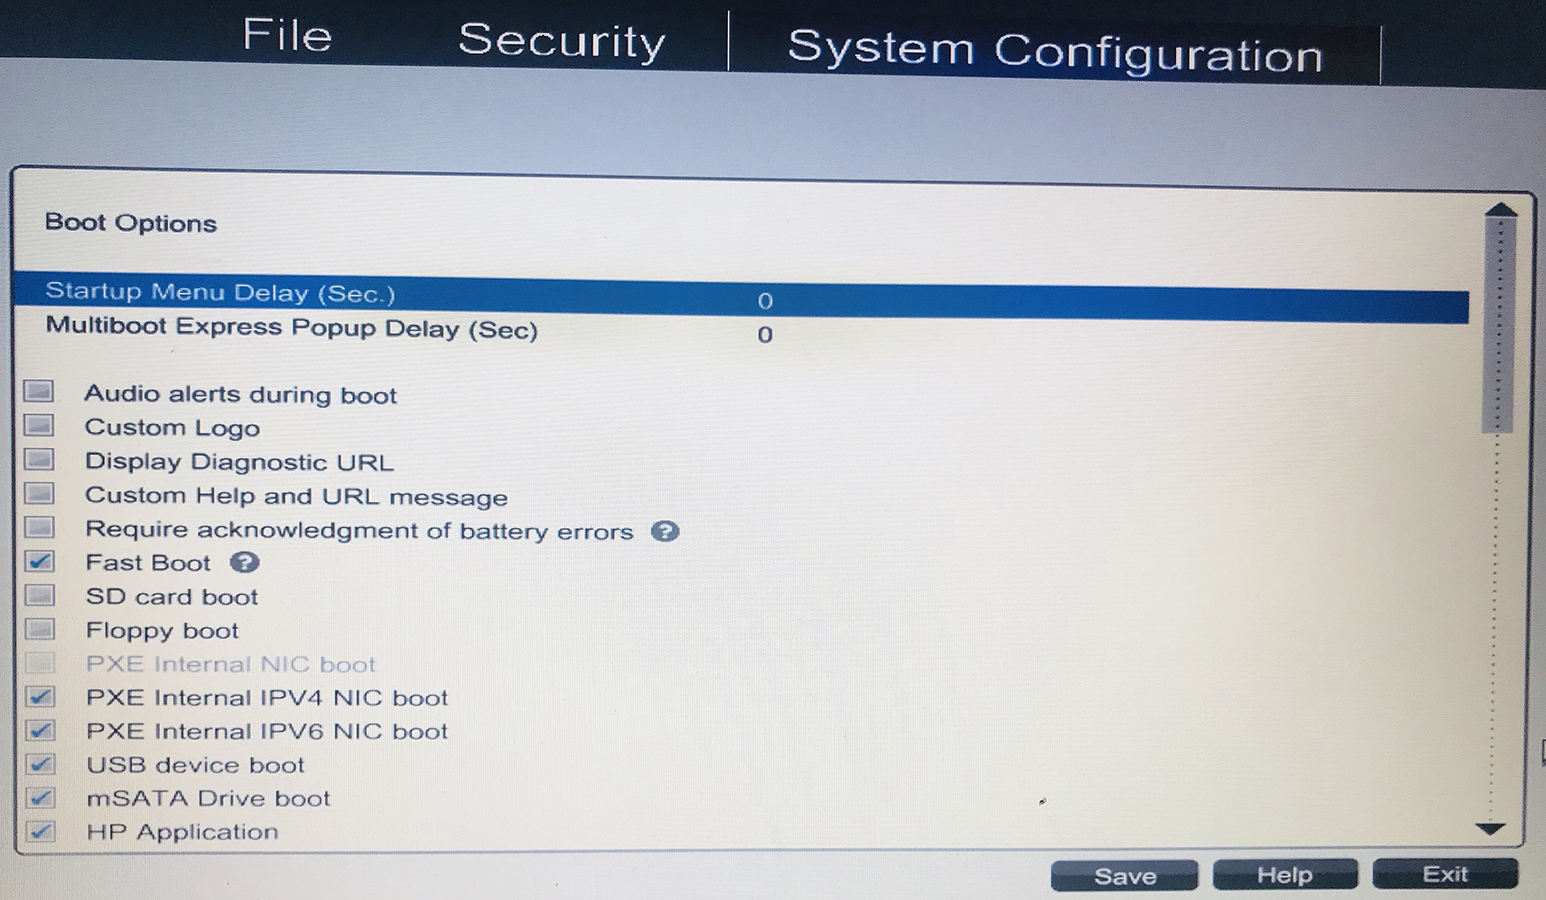 File Security System Configuration
Boot Options
Startup Menu Delay (Sec.) 0
Multiboot Express Popup Delay (Sec) 0
Audio alerts during boot
Custom Logo
Display Diagnostic URL
Custom Help and URL message
Require acknowledgment of battery errors ?
Fast Boot ?
SD card boot
Floppy boot
PXE Internal NIC boot
PXE Internal IPV4 NIC boot
PXE Internal IPV6 NIC boot
USB device boot
mSATA Drive boot
HP Application
Save Help Exit